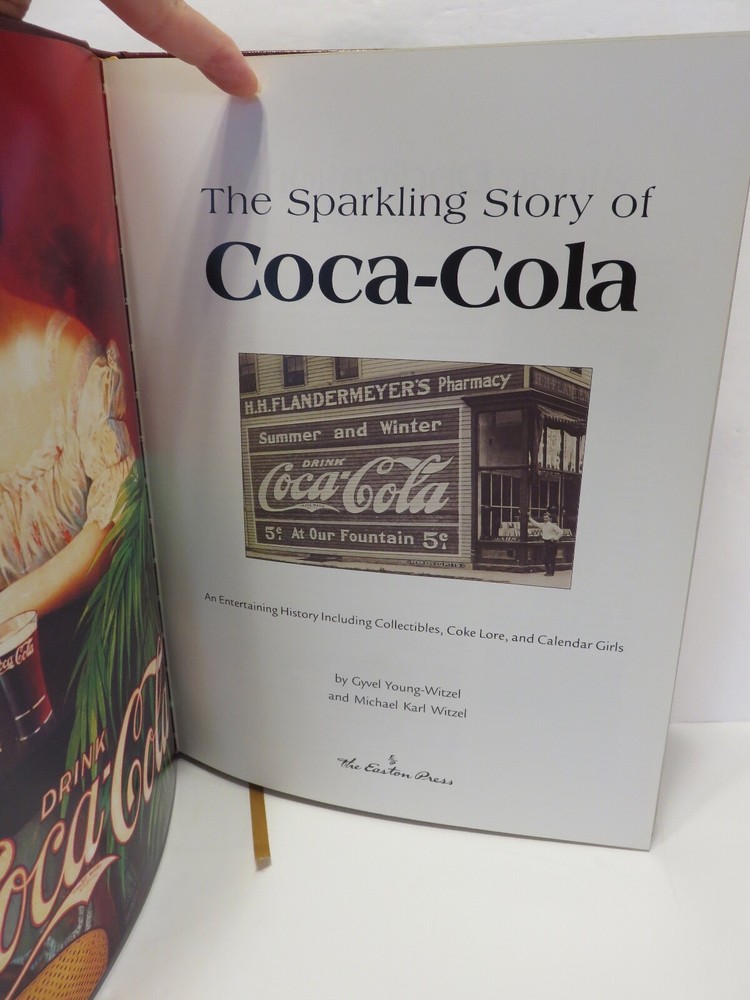 The Sparkling Story of
Coca-Cola
H.H. FLANDERMEYER'S Pharmacy
Summer and Winter
DRINK
Coca-Cola
5¢ At Our Fountain 5¢
An Entertaining History Including Collectibles, Coke Lore, and Calendar Girls
by Gyvel Young-Witzel
and Michael Karl Witzel
The Easton Press
Coca-Cola
DRINK
Coca-Cola